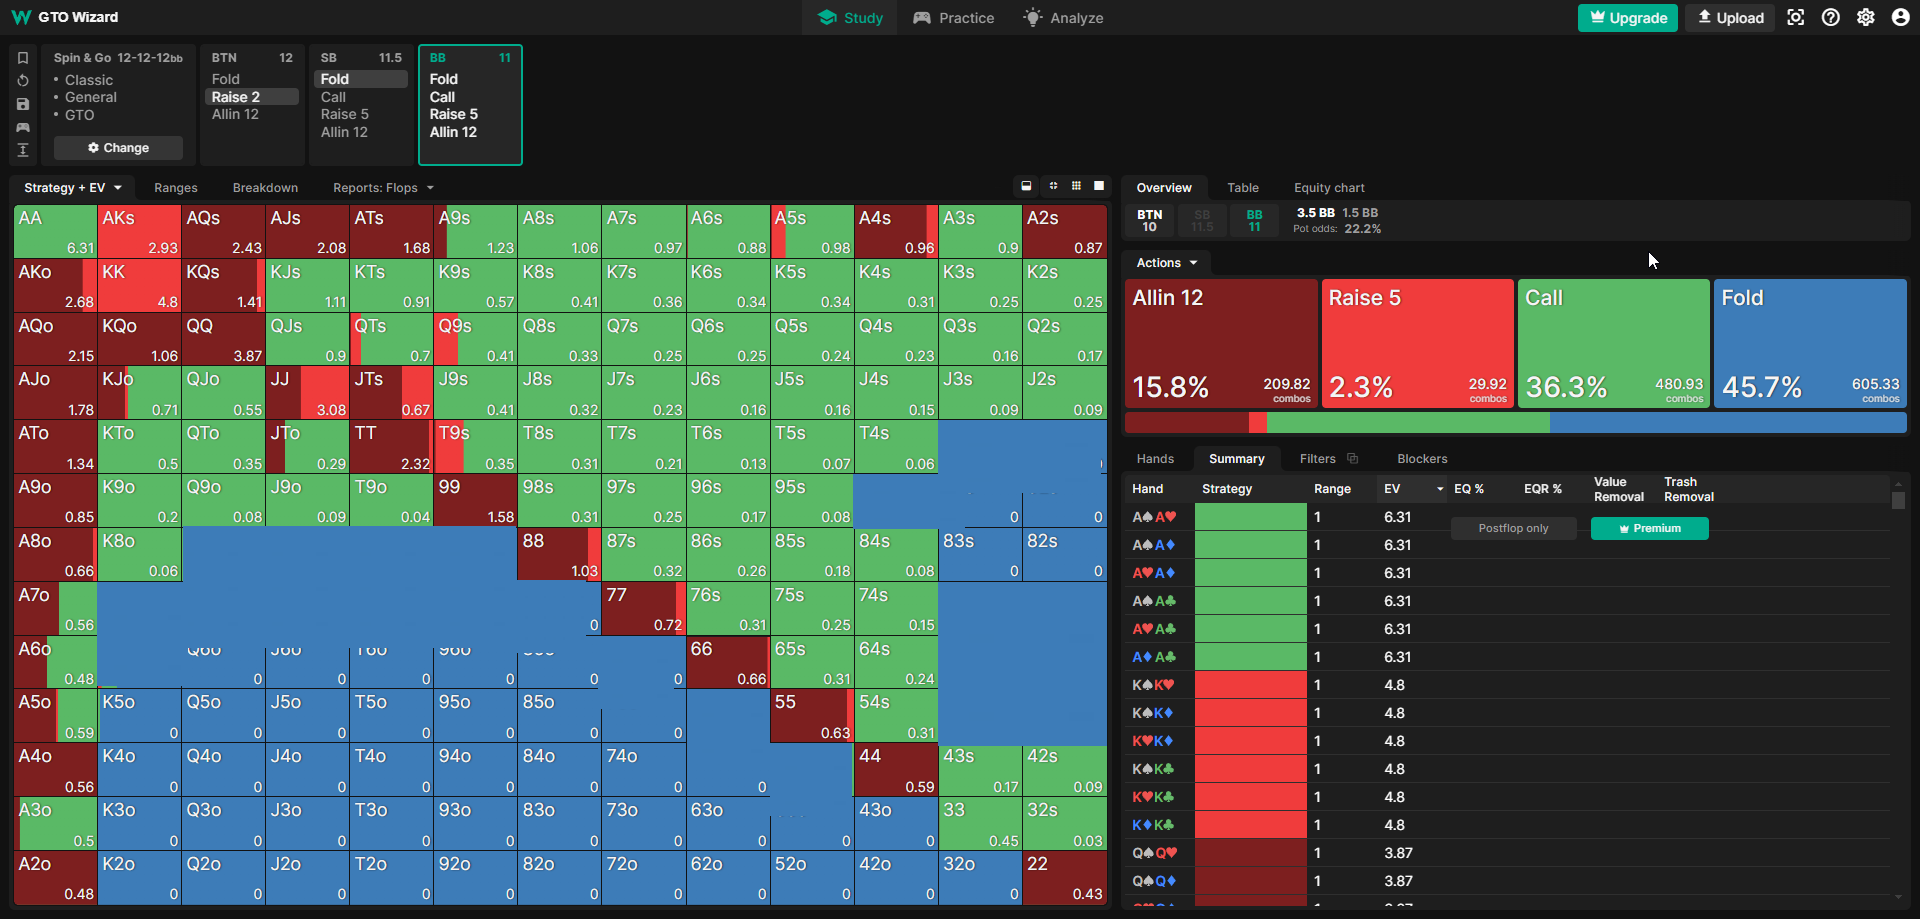 GTO Wizard
Study
Practice
Analyze
Upgrade
Upload
Spin & Go 12-12-12bb
• Classic
• General
• GTO
Change
BTN 12
Fold
Raise 2
Allin 12
SB 11.5
Fold
Call
Raise 5
Allin 12
BB 11
Fold
Call
Raise 5
Allin 12
Strategy + EV
Ranges
Breakdown
Reports: Flops
AA AKs AQs AJs ATs A9s A8s A7s A6s A5s A4s A3s A2s
6.31 2.93 2.43 2.08 1.68 1.23 1.06 0.97 0.88 0.98 0.96 0.9 0.87
AKo KK KQs KJs KTs K9s K8s K7s K6s K5s K4s K3s K2s
2.68 4.8 1.41 1.11 0.91 0.57 0.41 0.36 0.34 0.34 0.31 0.25 0.25
AQo KQo QQ QJs QTs Q9s Q8s Q7s Q6s Q5s Q4s Q3s Q2s
2.15 1.06 3.87 0.9 0.7 0.41 0.33 0.25 0.25 0.24 0.23 0.16 0.17
AJo KJo QJo JJ JTs J9s J8s J7s J6s J5s J4s J3s J2s
1.78 0.71 0.55 3.08 0.67 0.41 0.32 0.23 0.16 0.16 0.15 0.09 0.09
ATo KTo QTo JTo TT T9s T8s T7s T6s T5s T4s
1.34 0.5 0.35 0.29 2.32 0.35 0.31 0.21 0.13 0.07 0.06
A9o K9o Q9o J9o T9o 99 98s 97s 96s 95s
0.85 0.2 0.08 0.09 0.04 1.58 0.31 0.25 0.17 0.08 0 0
A8o K8o 88 87s 86s 85s 84s 83s 82s
0.66 0.06 1.03 0.32 0.26 0.18 0.08 0 0
A7o 77 76s 75s 74s
0.56 0 0.72 0.31 0.25 0.15
A6o Q6o J6o T6o 96o 66 65s 64s
0.48 0 0 0 0 0 0 0.66 0.31 0.24
A5o K5o Q5o J5o T5o 95o 85o 55 54s
0.59 0 0 0 0 0 0 0 0.63 0.31
A4o K4o Q4o J4o T4o 94o 84o 74o 44 43s 42s
0.56 0 0 0 0 0 0 0 0 0.59 0.17 0.09
A3o K3o Q3o J3o T3o 93o 83o 73o 63o 43o 33 32s
0.5 0 0 0 0 0 0 0 0 0 0 0.45 0.03
A2o K2o Q2o J2o T2o 92o 82o 72o 62o 52o 42o 32o 22
0.48 0 0 0 0 0 0 0 0 0 0 0 0.43
Overview
Table
Equity chart
BTN
10
SB
11.5
BB
11
3.5 BB 1.5 BB
Pot odds: 22.2%
Actions
Allin 12
15.8% 209.82
combos
Raise 5
2.3% 29.92
combos
Call
36.3% 480.93
combos
Fold
45.7% 605.33
combos
Hands
Summary
Filters
Blockers
Hand Strategy Range EV EQ % EQR % Value Removal Trash Removal
Postflop only
Premium
A♠A♥ 1 6.31
A♠A♦ 1 6.31
A♥A♦ 1 6.31
A♠A♣ 1 6.31
A♥A♣ 1 6.31
A♦A♣ 1 6.31
K♠K♥ 1 4.8
K♠K♦ 1 4.8
K♥K♦ 1 4.8
K♠K♣ 1 4.8
K♥K♣ 1 4.8
K♦K♣ 1 4.8
Q♠Q♥ 1 3.87
Q♠Q♦ 1 3.87